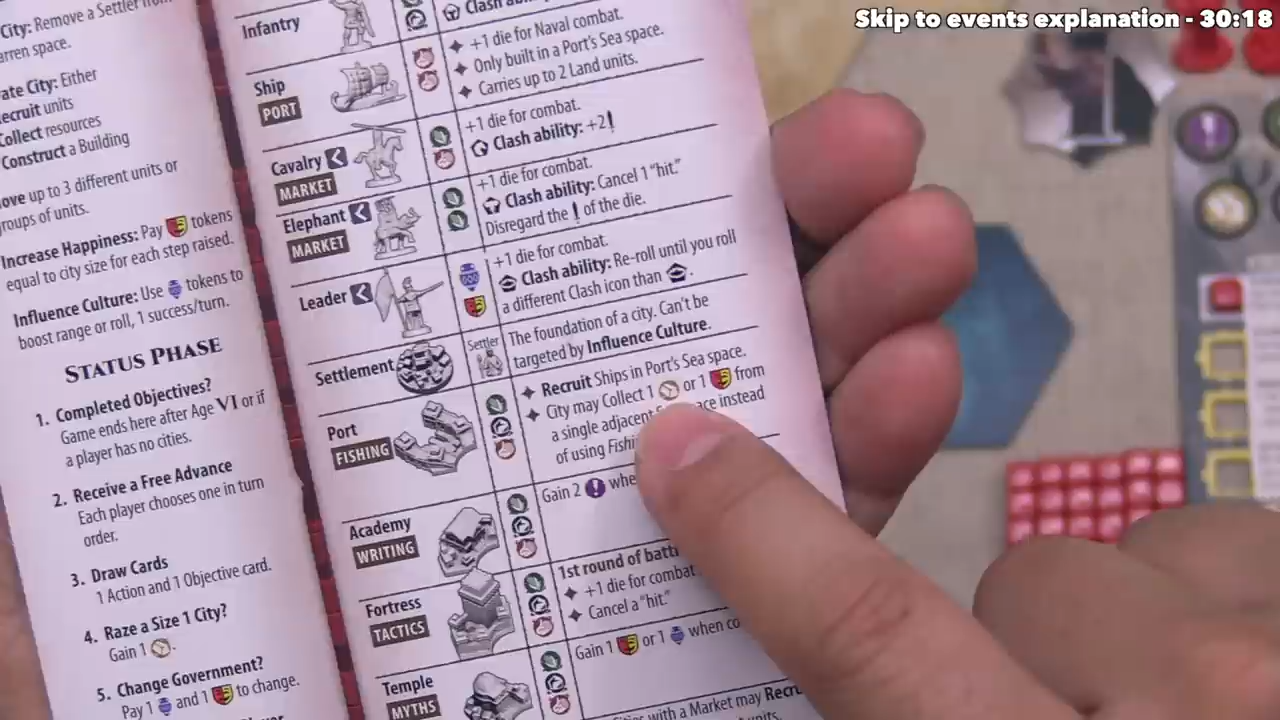 Skip to events explanation - 30:18
City: Remove a Settler from
arren space.
ate City: Either
ecruit units
Collect resources
Construct a Building
ove up to 3 different units or
groups of units.
Increase Happiness: Pay tokens
equal to city size for each step raised.
Influence Culture: Use tokens to
boost range or roll, 1 success/turn.
STATUS PHASE
1. Completed Objectives?
Game ends here after Age VI or if
a player has no cities.
2. Receive a Free Advance
Each player chooses one in turn
order.
3. Draw Cards
1 Action and 1 Objective card.
4. Raze a Size 1 City?
Gain 1 .
5. Change Government?
Pay 1 and 1 to change.
Infantry
Clash
Ship
PORT
+1 die for Naval combat.
Only built in a Port's Sea space.
Carries up to 2 Land units.
Cavalry
MARKET
+1 die for combat.
Clash ability: +2!
Elephant
MARKET
+1 die for combat.
Clash ability: Cancel 1 "hit."
Disregard the ! of the die.
Leader
+1 die for combat.
Clash ability: Re-roll until you roll
a different Clash icon than .
Settlement
Settler
The foundation of a city. Can't be
targeted by Influence Culture.
Port
FISHING
Recruit Ships in Port's Sea space.
City may Collect 1 or 1 from
a single adjacent instead
of using
Academy
WRITING
Gain 2
Fortress
TACTICS
1st round of
+1 die for combat
Cancel a "hit."
Temple
MYTHS
Gain 1 or 1 when
with a Market may